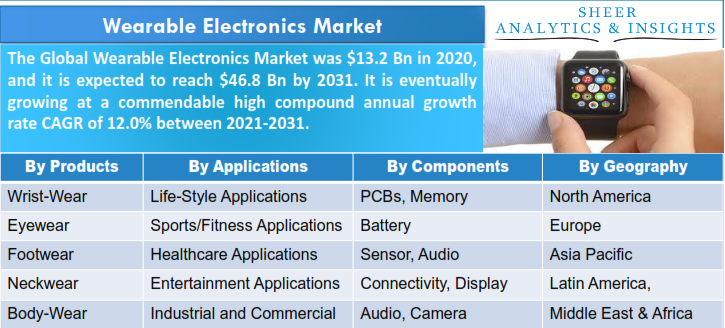 Wearable Electronics Market
SHEER
ANALYTICS & INSIGHTS
The Global Wearable Electronics Market was $13.2 Bn in 2020,
and it is expected to reach $46.8 Bn by 2031. It is eventually
growing at a commendable high compound annual growth
rate CAGR of 12.0% between 2021-2031.
By Products By Applications By Components By Geography
Wrist-Wear Life-Style Applications PCBs, Memory North America
Eyewear Sports/Fitness Applications Battery Europe
Footwear Healthcare Applications Sensor, Audio Asia Pacific
Neckwear Entertainment Applications Connectivity, Display Latin America,
Body-Wear Industrial and Commercial Audio, Camera Middle East & Africa